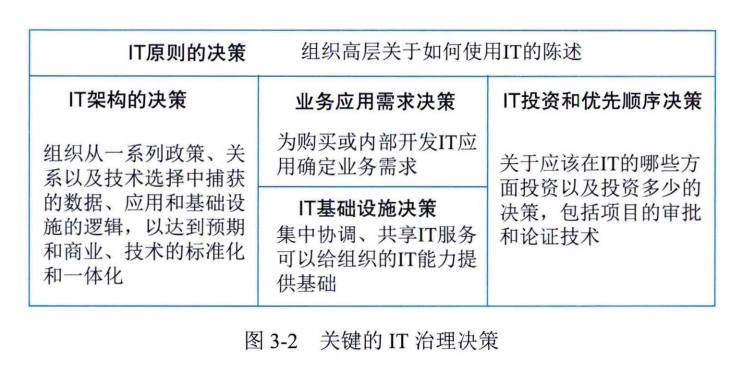 IT原则的决策 组织高层关于如何使用IT的陈述
IT架构的决策
组织从一系列政策、关
系以及技术选择中捕获
的数据、应用和基础设
施的逻辑，以达到预期
和商业、技术的标准化
和一体化
业务应用需求决策
为购买或内部开发IT应
用确定业务需求
IT基础设施决策
集中协调、共享IT服务
可以给组织的IT能力提
供基础
IT投资和优先顺序决策
关于应该在IT的哪些方
面投资以及投资多少的
决策，包括项目的审批
和论证技术
图 3-2 关键的 IT 治理决策